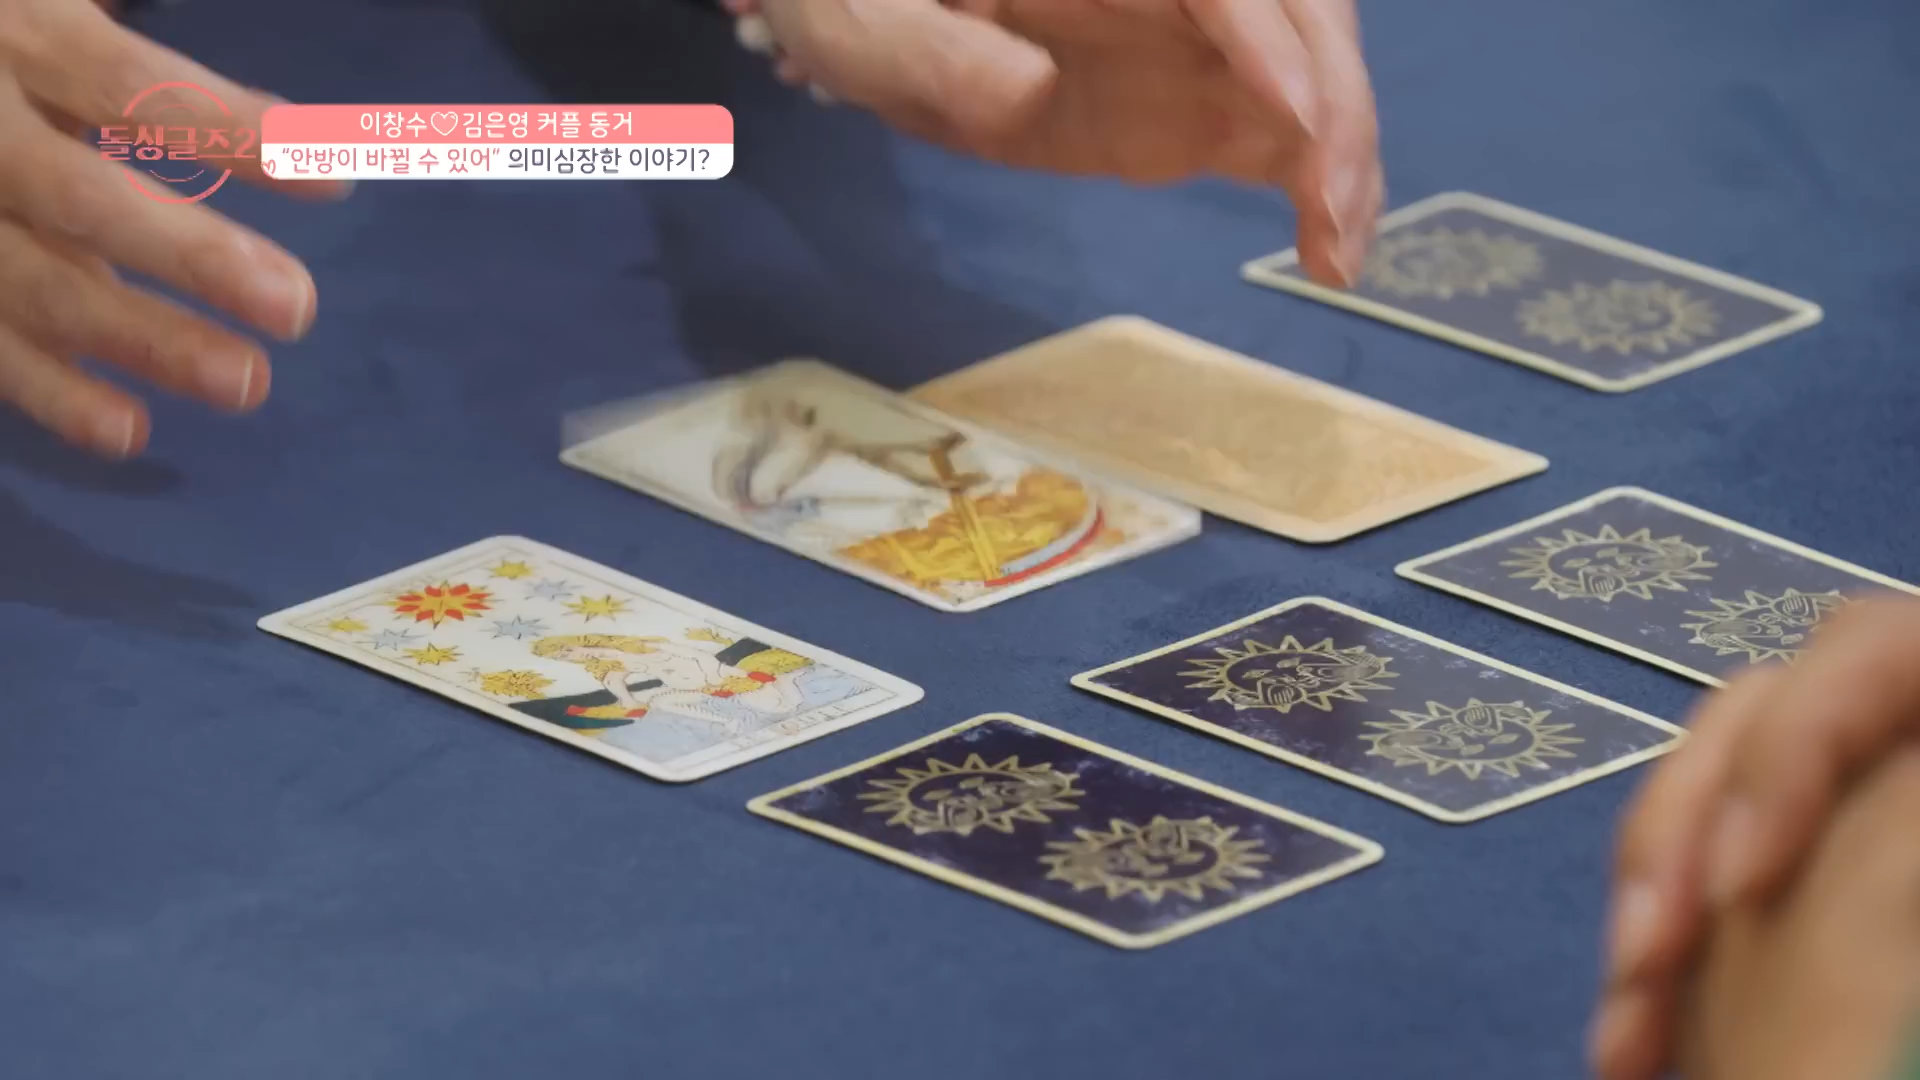 돌싱글즈2
이창수♡김은영 커플 동거
“안방이 바뀔 수 있어” 의미심장한 이야기?